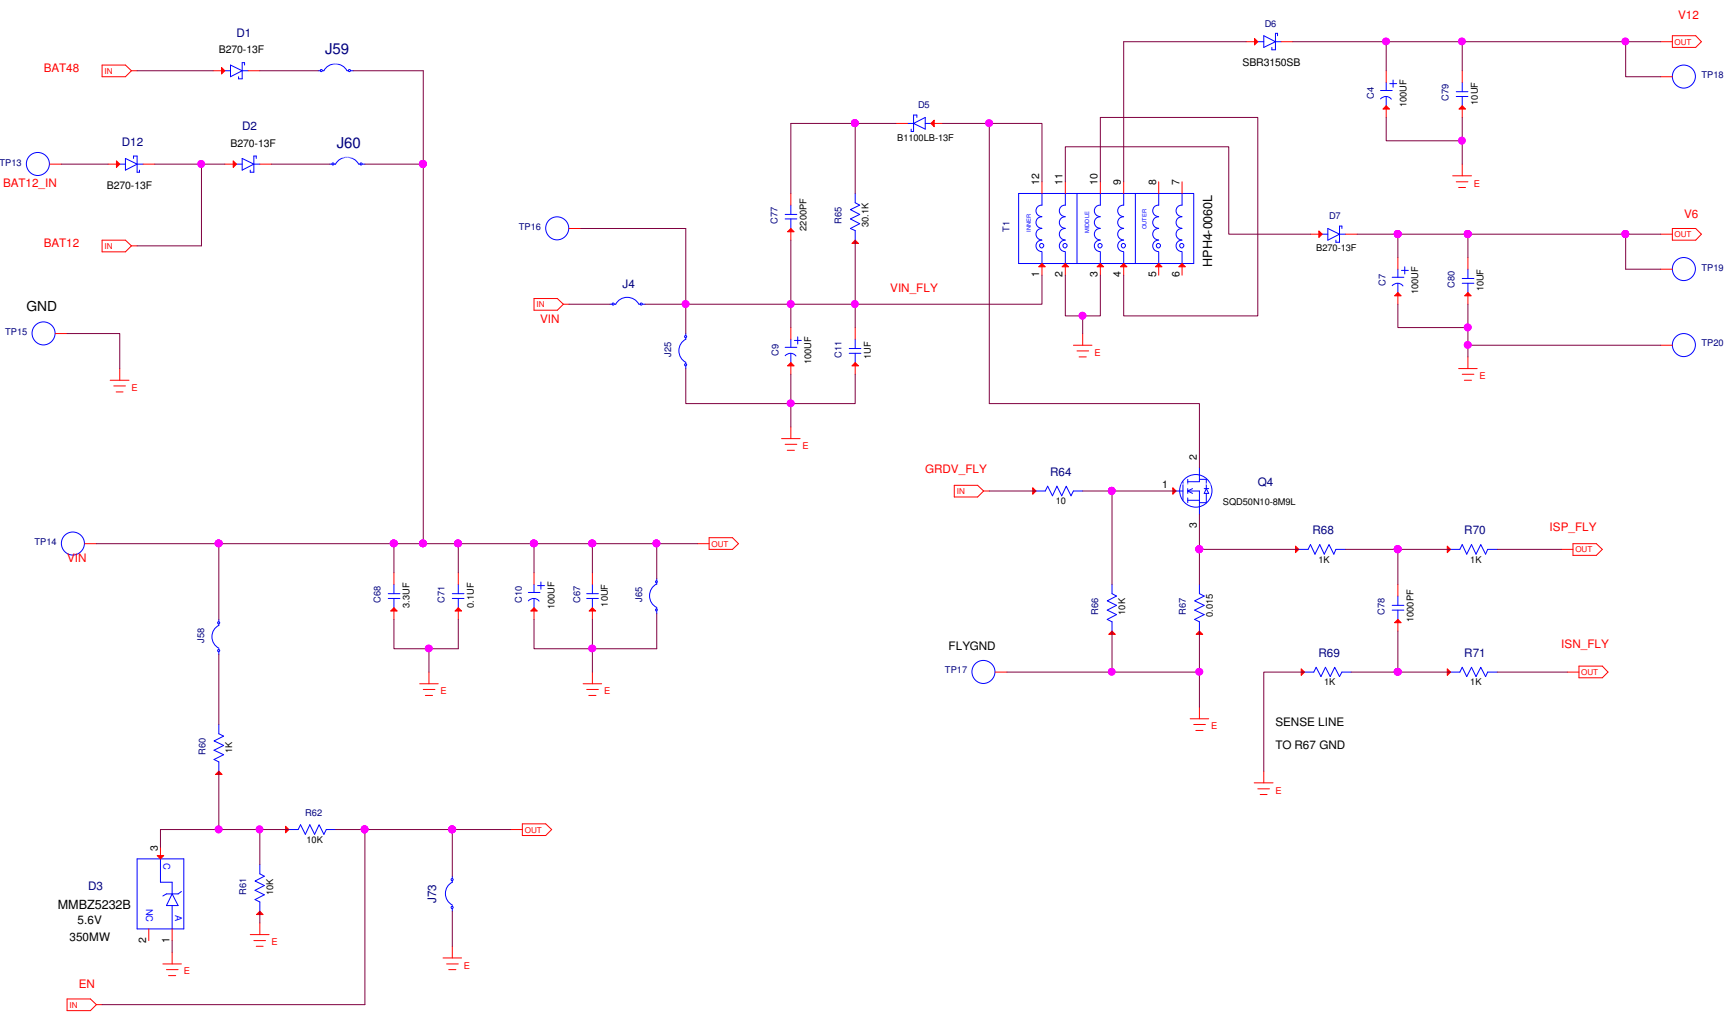 D1
B270-13F
J59
BAT48
IN
D12
B270-13F
D2
B270-13F
J60
TP13
BAT12_IN
BAT12
IN
GND
TP15
E
D6
SBR3150SB
V12
OUT
TP18
C4
+
100UF
C79
10UF
E
D5
B1100LB-13F
C77
2200PF
R65
30.1K
TP16
J4
IN
VIN
VIN_FLY
J25
C9
+
100UF
C11
1UF
E
12
11
10
9
8
7
T1
INNER
MIDDLE
OUTER
HPH4-0060L
1
2
3
4
5
6
E
D7
B270-13F
V6
OUT
TP19
C7
+
100UF
C80
10UF
TP20
E
GRDV_FLY
IN
R64
10
1
2
3
Q4
SQD50N10-8M9L
R66
10K
R67
0.015
FLYGND
TP17
E
R68
1K
R70
1K
ISP_FLY
OUT
C78
1000PF
R69
1K
R71
1K
ISN_FLY
OUT
SENSE LINE
TO R67 GND
E
TP14
VIN
OUT
C68
3.3UF
C71
0.1UF
E
C10
+
100UF
C67
10UF
J65
E
J58
R60
1K
R62
10K
OUT
3
C
NC
A
2
1
D3
MMBZ5232B
5.6V
350MW
E
R61
10K
E
J73
E
EN
IN